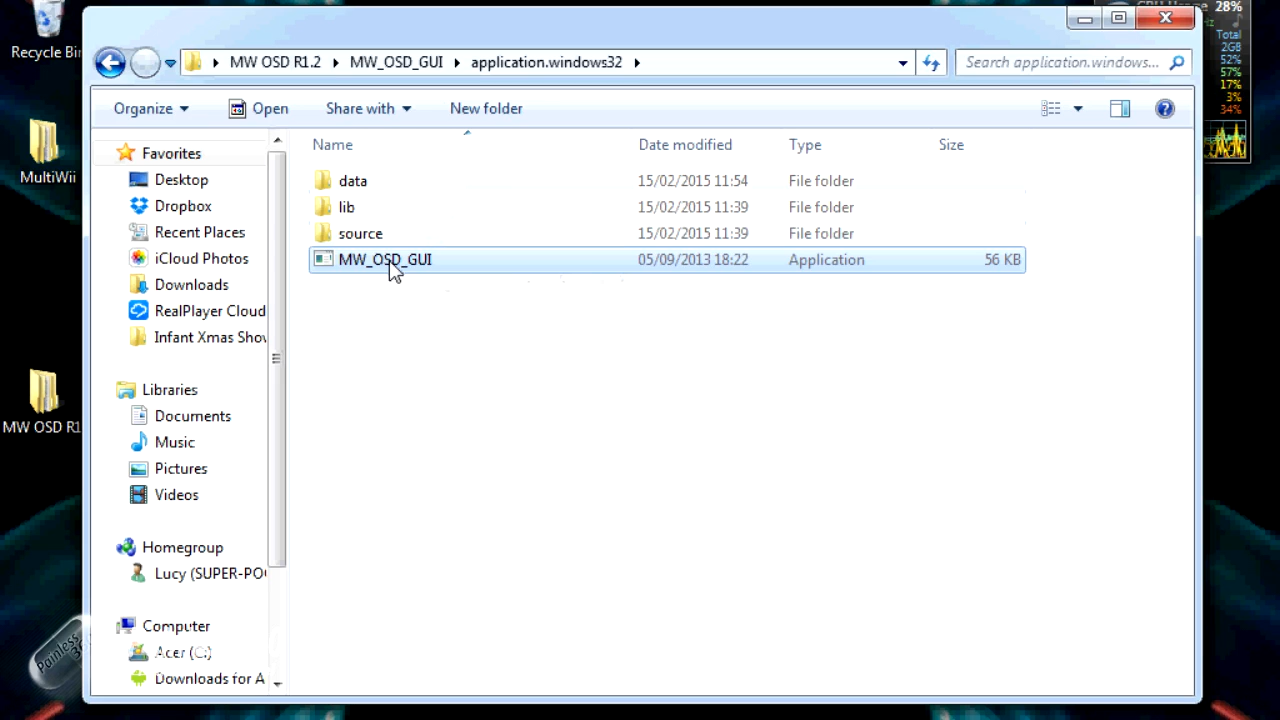 28%
Total
2GB
52%
57%
17%
3%
34%
Recycle Bi
MultiWii
MW OSD R1
MW OSD R1.2 MW_OSD_GUI application.windows32
Search application.windows...
Organize Open Share with New folder
Name Date modified Type Size
data 15/02/2015 11:54 File folder
lib 15/02/2015 11:39 File folder
source 15/02/2015 11:39 File folder
MW_OSD_GUI 05/09/2013 18:22 Application 56 KB
Favorites
Desktop
Dropbox
Recent Places
iCloud Photos
Downloads
RealPlayer Cloud
Infant Xmas Sho
Libraries
Documents
Music
Pictures
Videos
Homegroup
Lucy (SUPER-PO
Computer
Acer (C:)
Downloads for A
Painless